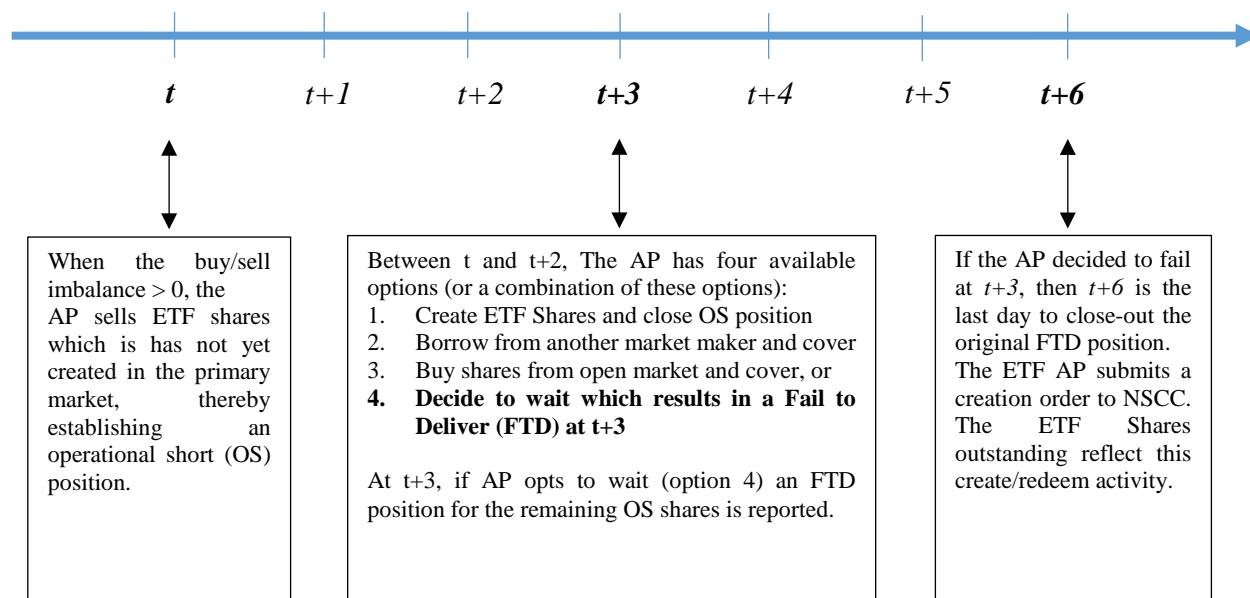 t
t+1
t+2
t+3
t+4
t+5
t+6
When the buy/sell
imbalance > 0, the
AP sells ETF shares
which is has not yet
created in the primary
market, thereby
establishing an
operational short (OS)
position.
Between t and t+2, The AP has four available
options (or a combination of these options):
1. Create ETF Shares and close OS position
2. Borrow from another market maker and cover
3. Buy shares from open market and cover, or
4. Decide to wait which results in a Fail to
Deliver (FTD) at t+3
At t+3, if AP opts to wait (option 4) an FTD
position for the remaining OS shares is reported.
If the AP decided to fail
at t+3, then t+6 is the
last day to close-out the
original FTD position.
The ETF AP submits a
creation order to NSCC.
The ETF Shares
outstanding reflect this
create/redeem activity.